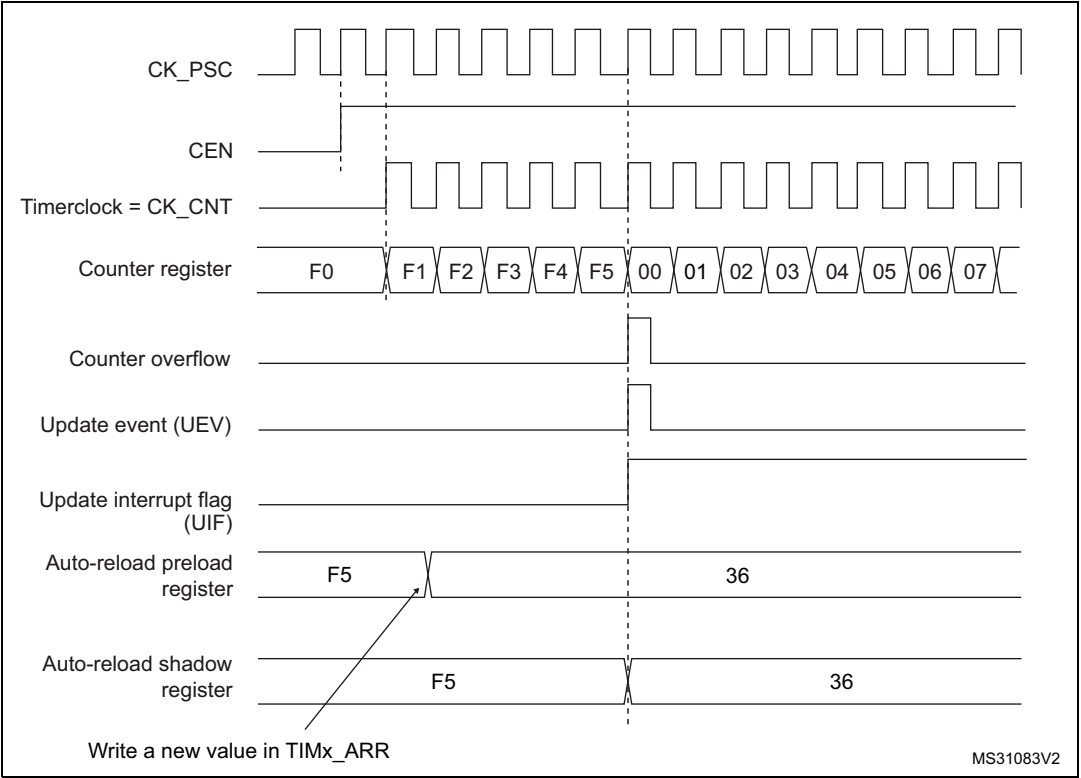 CK_PSC
CEN
Timerclock = CK_CNT
Counter register
F0 F1 F2 F3 F4 F5 00 01 02 03 04 05 06 07
Counter overflow
Update event (UEV)
Update interrupt flag
(UIF)
Auto-reload preload
register
F5 36
Auto-reload shadow
register
F5 36
Write a new value in TIMx_ARR
MS31083V2